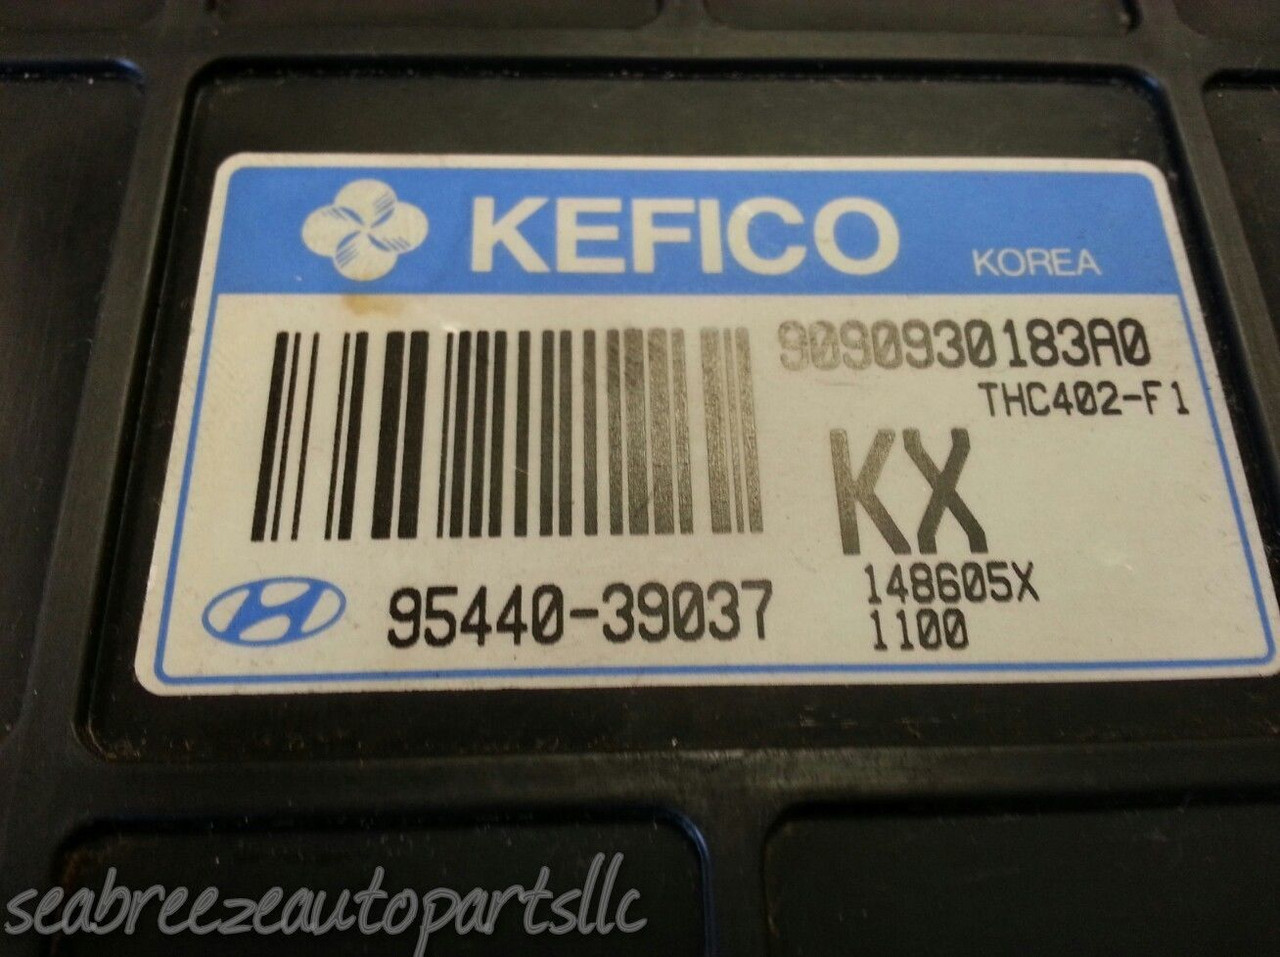 KEFICO
KOREA
9090930183A0
THC402-F1
KX
95440-39037
148605X
1100
seabreezeautopartsllc